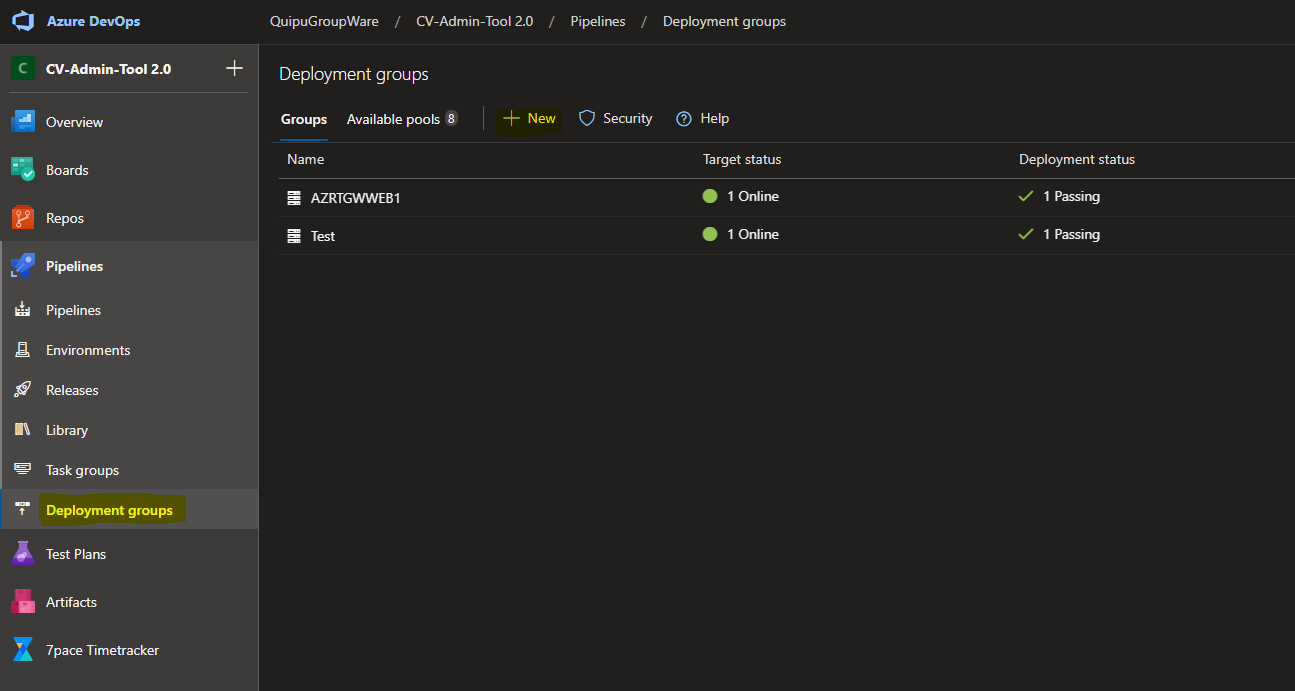 Azure DevOps
QuipuGroupWare / CV-Admin-Tool 2.0 / Pipelines / Deployment groups
C CV-Admin-Tool 2.0
Overview
Boards
Repos
Pipelines
Pipelines
Environments
Releases
Library
Task groups
Deployment groups
Test Plans
Artifacts
7pace Timetracker
Deployment groups
Groups Available pools 8 New Security Help
Name Target status Deployment status
AZRTGWWEB1 1 Online 1 Passing
Test 1 Online 1 Passing